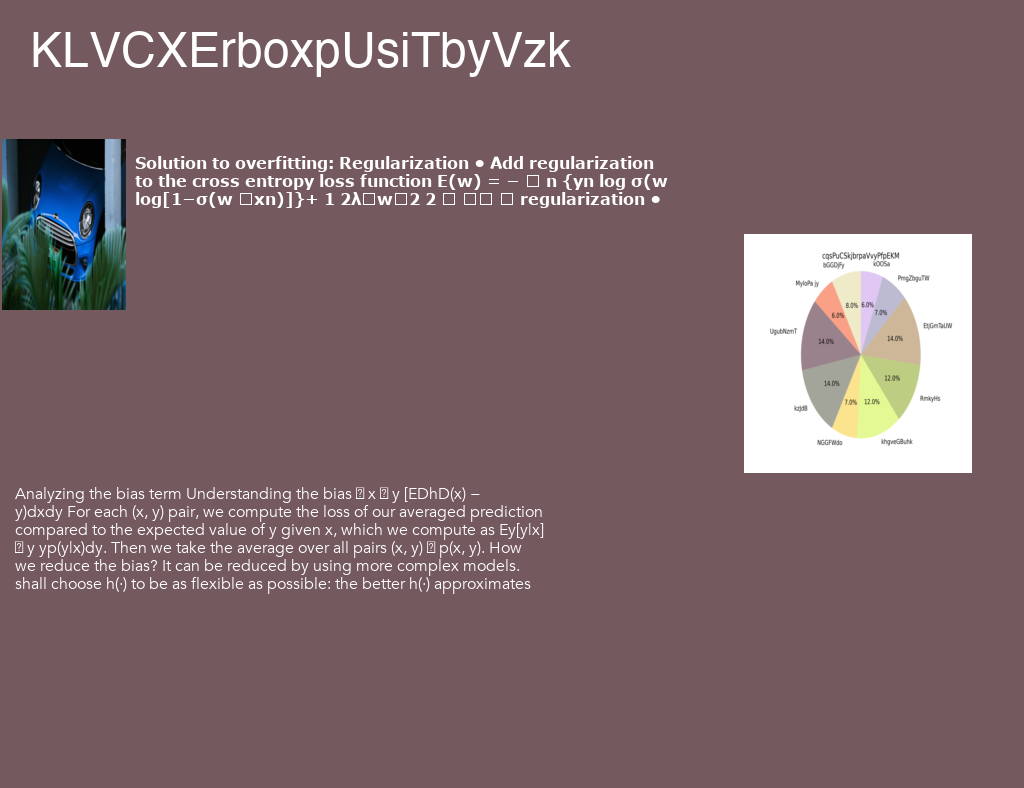 KLVCXErboxpUsiTbyVzk
Solution to overfitting: Regularization • Add regularization
to the cross entropy loss function E(w) = − □ n {yn log σ(w
log[1−σ(w □xn)]}+ 1 2λ□w□2 2 □ □□ □ regularization •
cqsPuCSkjbrpaVvyPfpEKM
bGGDjFy
kOOSa
PmgZbguTW
MyloPa jy
8.0%
6.0%
6.0%
7.0%
EtjGmTaUW
UgubNzmT
14.0%
14.0%
12.0%
14.0%
RmkyHs
7.0%
12.0%
kzjdB
NGGFWdo
khgveGBuhk
Analyzing the bias term Understanding the bias □ x □ y [EDhD(x) −
y)dxdy For each (x, y) pair, we compute the loss of our averaged prediction
compared to the expected value of y given x, which we compute as Ey[y|x]
□ y yp(y|x)dy. Then we take the average over all pairs (x, y) □ p(x, y). How
we reduce the bias? It can be reduced by using more complex models.
shall choose h(·) to be as flexible as possible: the better h(·) approximates